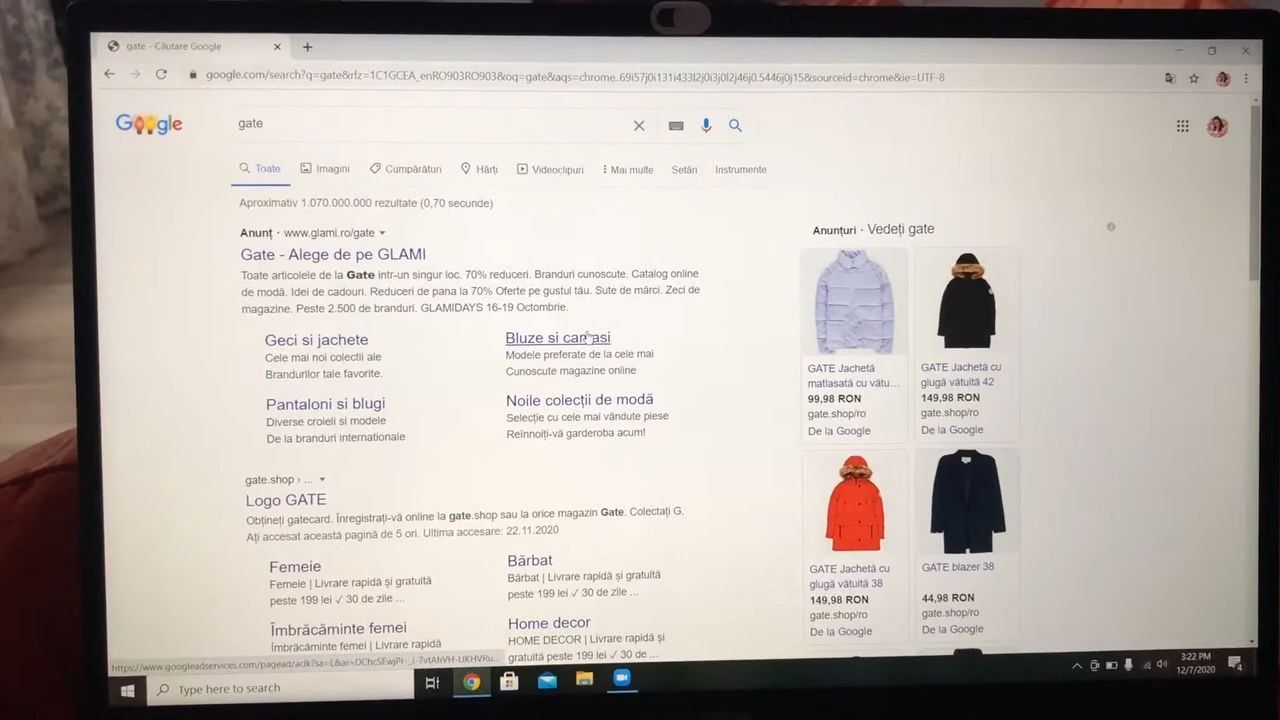 gate - Căutare Google
google.com/search?q=gate&rlz=1C1GCEA_enRO903RO903&oq=gate&aqs=chrome..69i57j0i131i433l2j0i3j0l2j46j0.5446j0j15&sourceid=chrome&ie=UTF-8
Google
gate
Toate Imagini Cumpărături Hărți Videoclipuri Mai multe Setări Instrumente
Aproximativ 1.070.000.000 rezultate (0,70 secunde)
Anunț · www.glami.ro/gate
Gate - Alege de pe GLAMI
Toate articolele de la Gate intr-un singur loc. 70% reduceri. Branduri cunoscute. Catalog online
de modă. Idei de cadouri. Reduceri de pana la 70% Oferte pe gustul tău. Sute de mărci. Zeci de
magazine. Peste 2.500 de branduri. GLAMIDAYS 16-19 Octombrie.
Geci si jachete
Cele mai noi colectii ale
Brandurilor tale favorite.
Bluze si camasi
Modele preferate de la cele mai
Cunoscute magazine online
Pantaloni si blugi
Diverse croieli si modele
De la branduri internationale
Noile colecții de modă
Selecție cu cele mai vândute piese
Reînnoiți-vă garderoba acum!
gate.shop › ...
Logo GATE
Obțineți gatecard. Înregistrați-vă online la gate.shop sau la orice magazin Gate. Colectați G.
Ați accesat această pagină de 5 ori. Ultima accesare: 22.11.2020
Femeie
Femeie | Livrare rapidă și gratuită
peste 199 lei ✓ 30 de zile ...
Bărbat
Bărbat | Livrare rapidă și gratuită
peste 199 lei ✓ 30 de zile ...
Îmbrăcăminte femei
Îmbrăcăminte femei | Livrare rapidă
Home decor
HOME DECOR | Livrare rapidă și
gratuită peste 199 lei ✓ 30 de zile ...
Anunțuri · Vedeți gate
GATE Jachetă
matlasată cu vătu...
99,98 RON
gate.shop/ro
De la Google
GATE Jachetă cu
glugă vătuită 42
149,98 RON
gate.shop/ro
De la Google
GATE Jachetă cu
glugă vătuită 38
149,98 RON
gate.shop/ro
De la Google
GATE blazer 38
44,98 RON
gate.shop/ro
De la Google
Type here to search
3:22 PM
12/7/2020
4